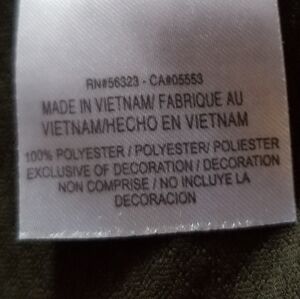 RN#56323 - CA#05553
MADE IN VIETNAM/ FABRIQUE AU
VIETNAM/HECHO EN VIETNAM
100% POLYESTER / POLYESTER/ POLIESTER
EXCLUSIVE OF DECORATION / DECORATION
NON COMPRISE / NO INCLUYE LA
DECORACIÓN